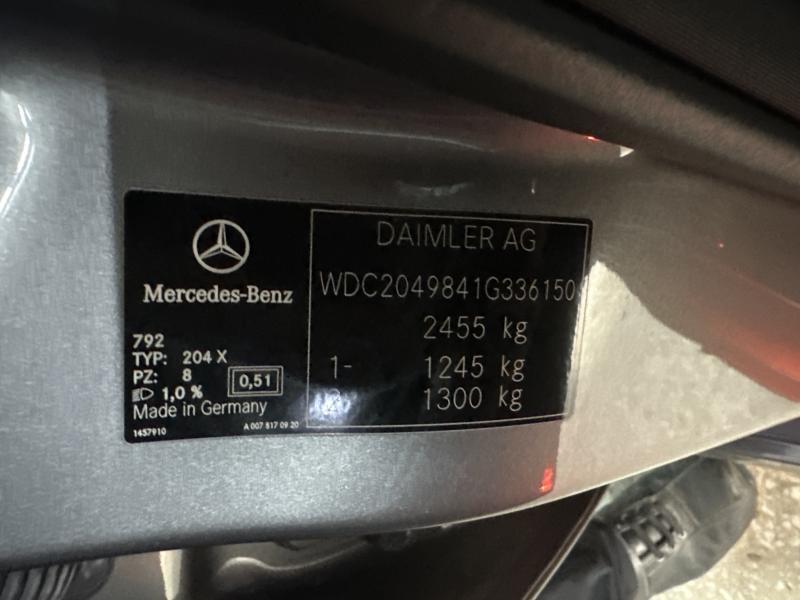 Mercedes-Benz
792
TYP: 204 X
PZ: 8
1,0 %
0,51
Made in Germany
1457910
A 007 817 09 20
DAIMLER AG
WDC2049841G336150
2455 kg
1- 1245 kg
2- 1300 kg